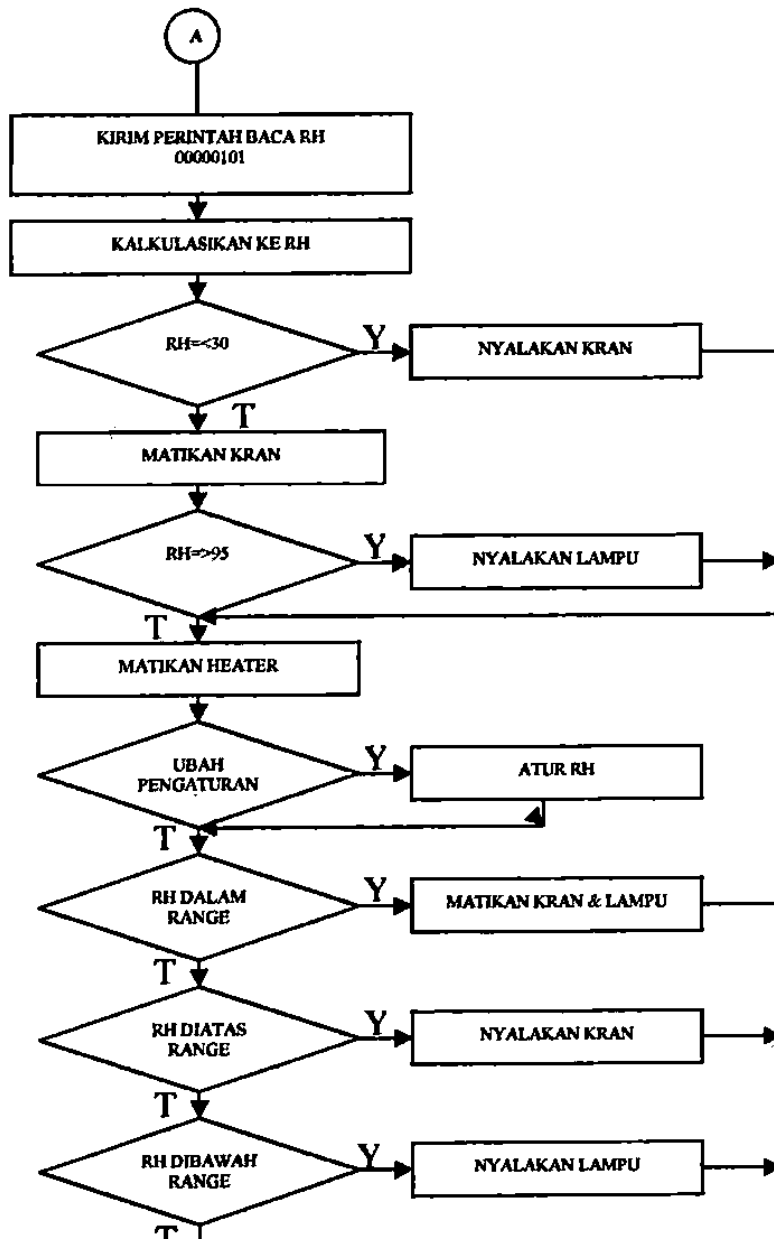 A
KIRIM PERINTAH BACA RH
00000101
KALKULASIKAN KE RH
RH=<30
Y
NYALAKAN KRAN
T
MATIKAN KRAN
RH=>95
Y
NYALAKAN LAMPU
T
MATIKAN HEATER
UBAH
PENGATURAN
Y
ATUR RH
T
RH DALAM
RANGE
Y
MATIKAN KRAN & LAMPU
T
RH DIATAS
RANGE
Y
NYALAKAN KRAN
T
RH DIBAWAH
RANGE
Y
NYALAKAN LAMPU
T